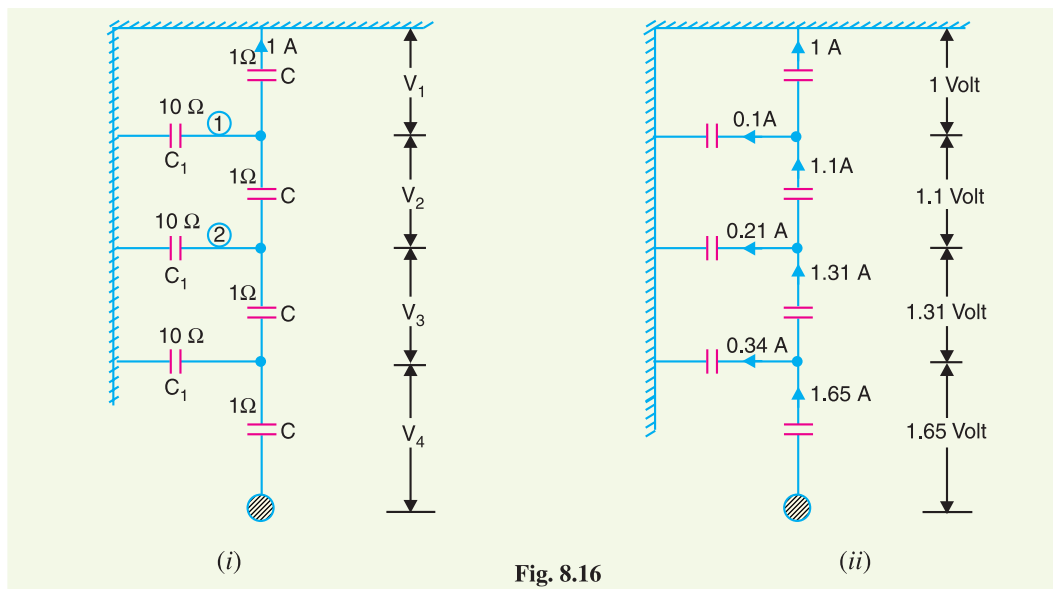 1 A
1Ω
C
V1
10 Ω
1
C1
1Ω
C
V2
10 Ω
2
C1
1Ω
C
V3
10 Ω
C1
1Ω
C
V4
(i)
1 A
1 Volt
0.1A
1.1A
1.1 Volt
0.21 A
1.31 A
1.31 Volt
0.34 A
1.65 A
1.65 Volt
(ii)
Fig. 8.16